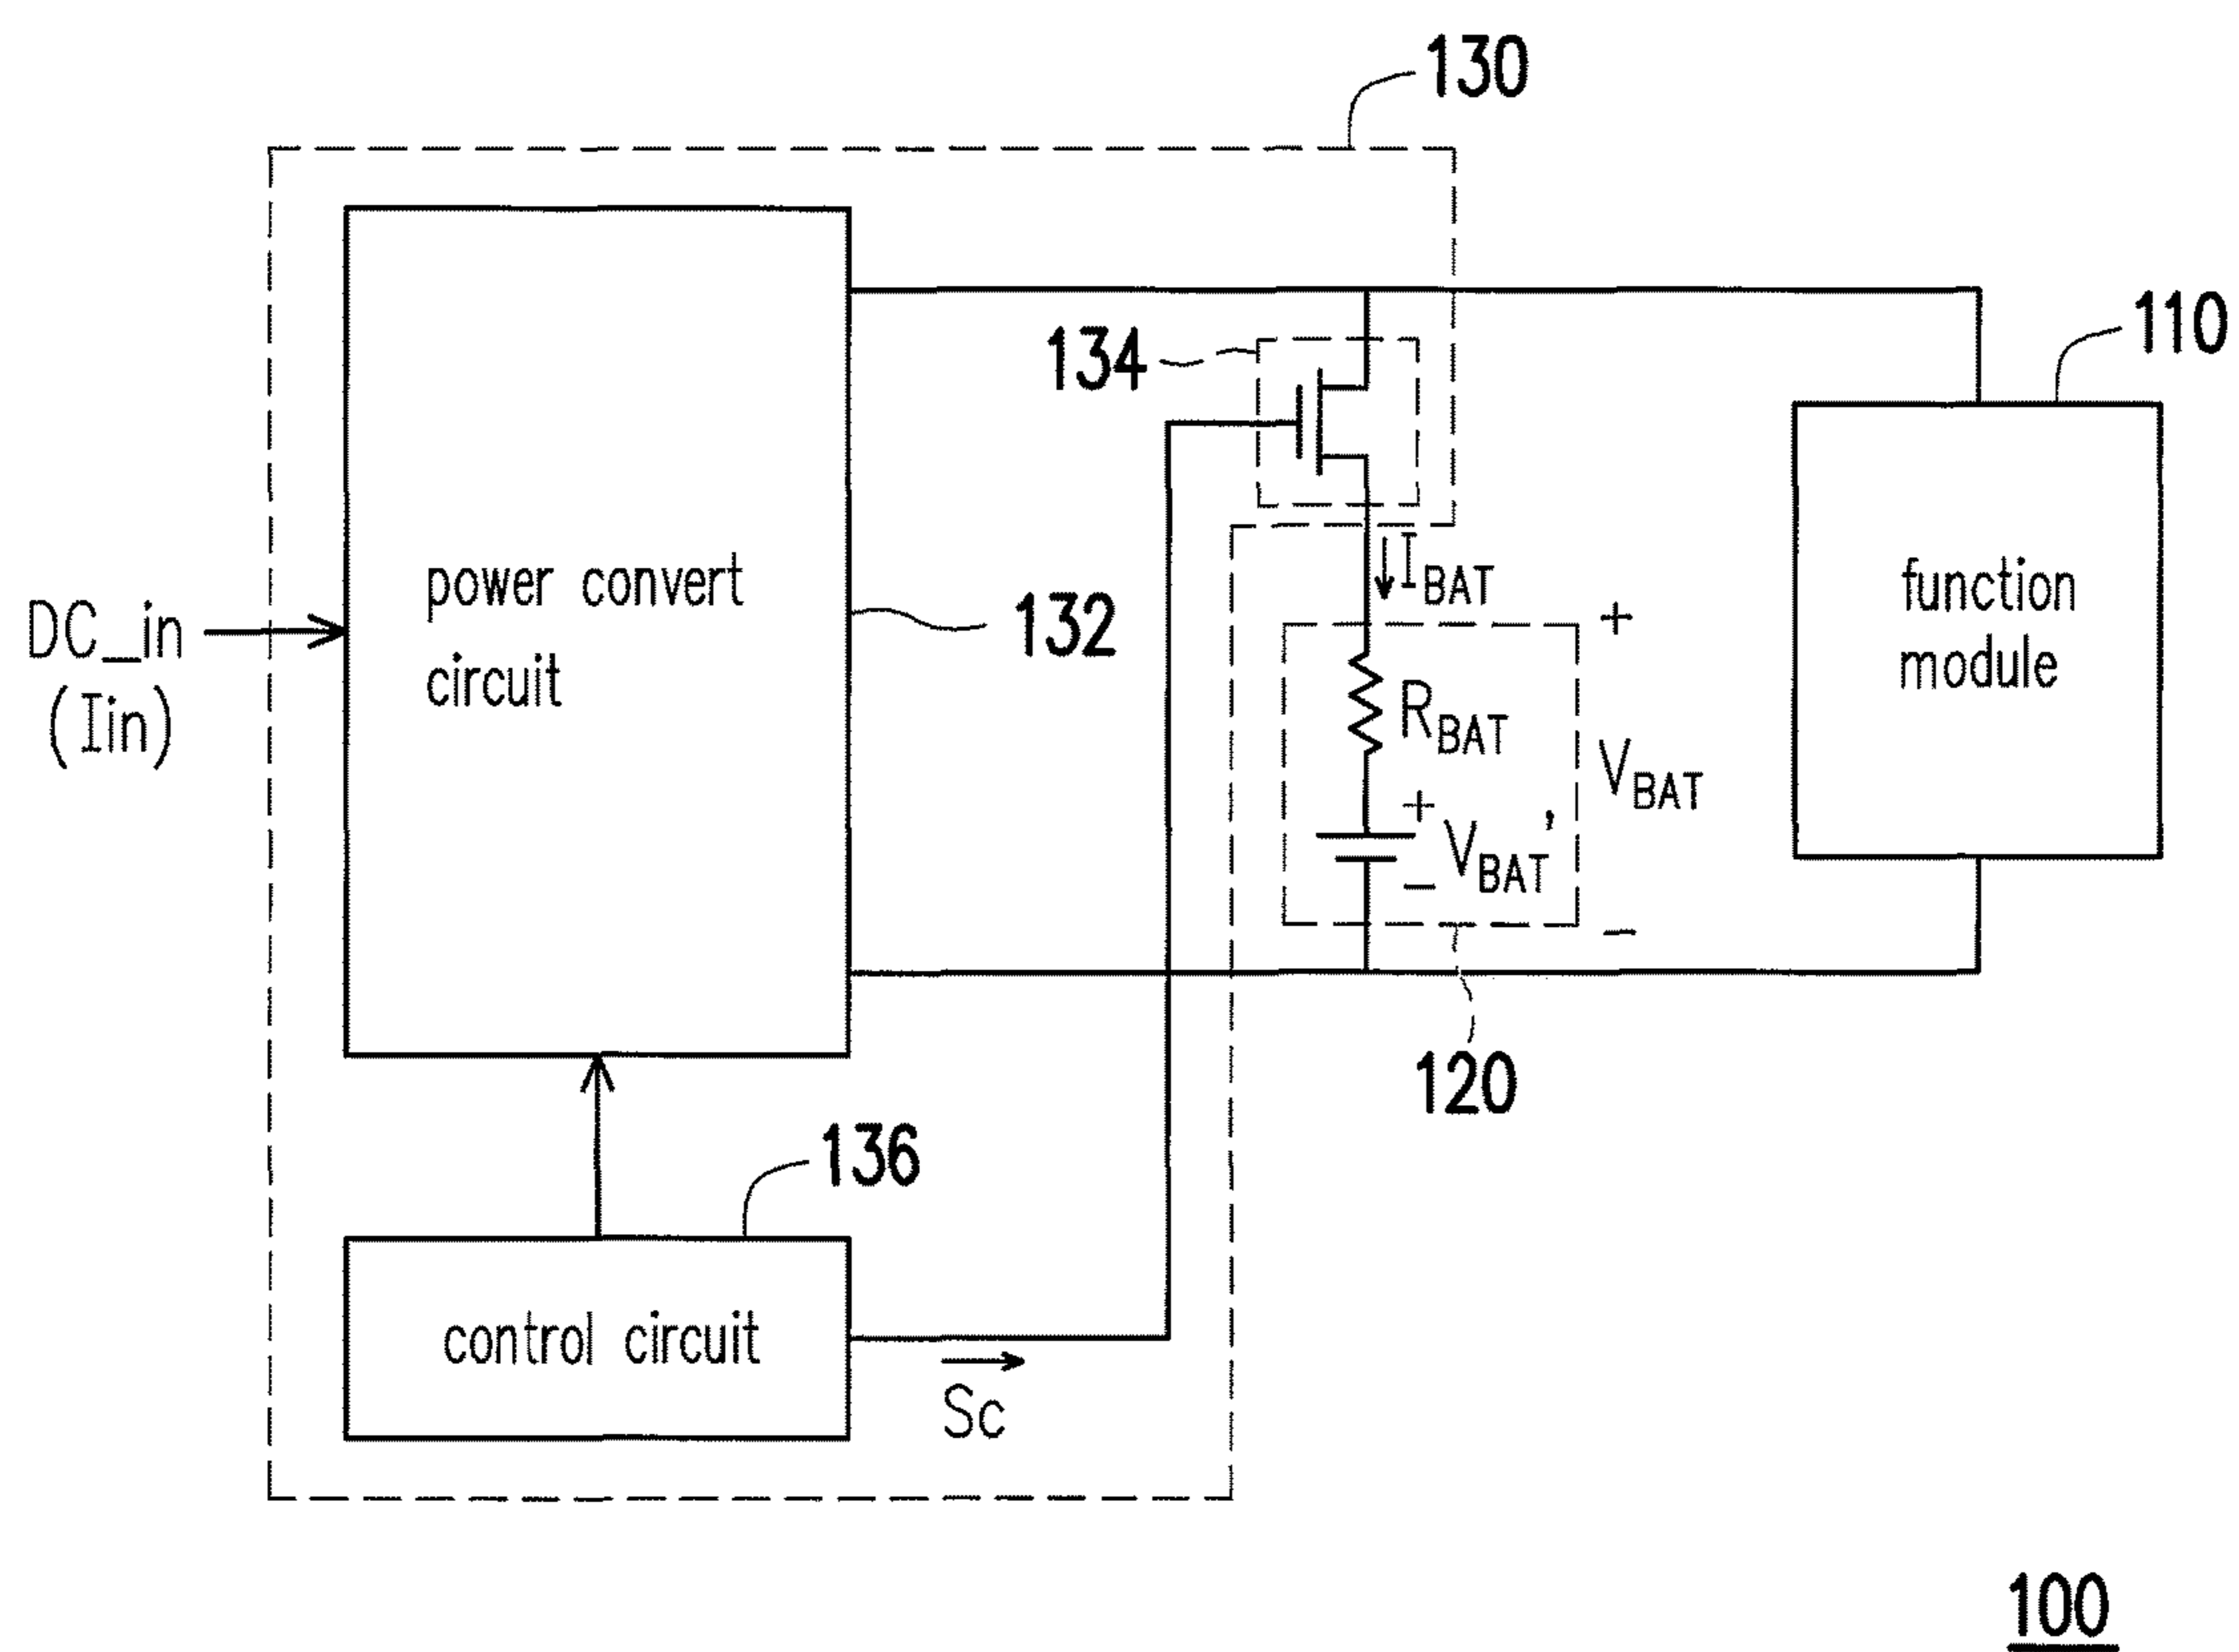 130
110
134
I_BAT
power convert
circuit
132
DC_in
(Iin)
function
module
+
R_BAT
V_BAT
+
V_BAT'
-
-
120
136
control circuit
Sc
100